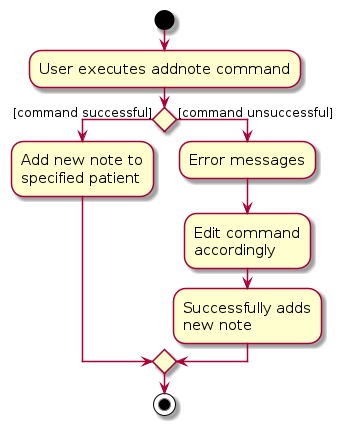 User executes addnote command
[command successful]
[command unsuccessful]
Add new note to
specified patient
Error messages
Edit command
accordingly
Successfully adds
new note